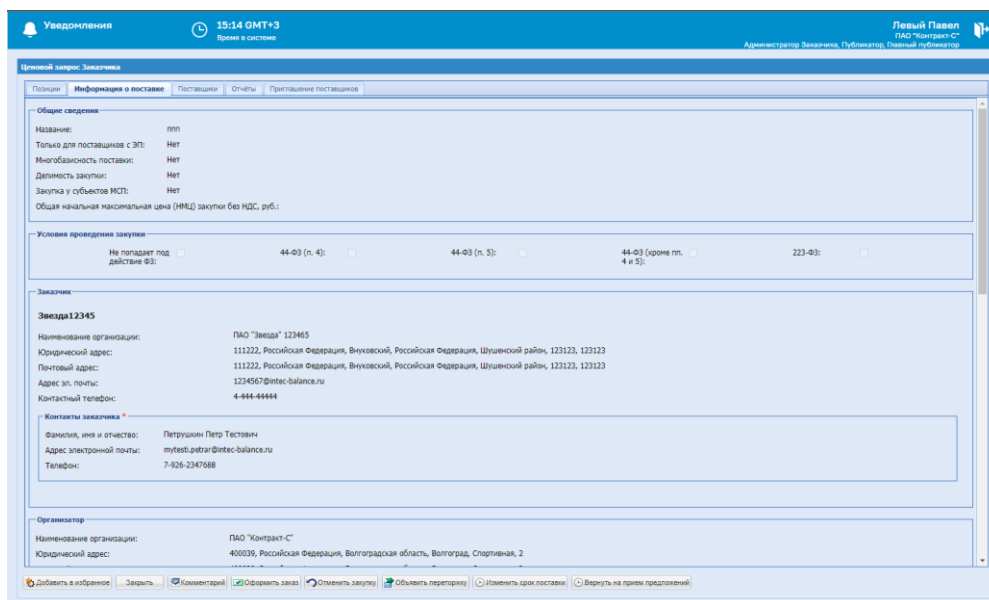 Уведомления
15:14 GMT+3
Время в системе
Левый Павел
ПАО "Контракт-С"
Администратор Заказчика, Публикатор, Главный публикатор
Ценовой запрос Заказчика
Позиции Информация о поставке Поставщики Отчёты Приглашение поставщиков
Общие сведения
Название: ппп
Только для поставщиков с ЭП: Нет
Многобазисность поставки: Нет
Делимость закупки: Нет
Закупка у субъектов МСП: Нет
Общая начальная максимальная цена (НМЦ) закупки без НДС, руб.:
Условия проведения закупки
Не попадает под действие ФЗ: 44-ФЗ (п. 4): 44-ФЗ (п. 5): 44-ФЗ (кроме пп. 4 и 5): 223-ФЗ:
Заказчик
Звезда12345
Наименование организации: ПАО "Звезда" 123465
Юридический адрес: 111222, Российская Федерация, Внуковский, Российская Федерация, Шушенский район, 123123, 123123
Почтовый адрес: 111222, Российская Федерация, Внуковский, Российская Федерация, Шушенский район, 123123, 123123
Адрес эл. почты: 1234567@intec-balance.ru
Контактный телефон: 4-444-44444
Контакты заказчика *
Фамилия, имя и отчество: Петрушкин Петр Тестович
Адрес электронной почты: mytesti.petrar@intec-balance.ru
Телефон: 7-926-2347688
Организатор
Наименование организации: ПАО "Контракт-С"
Юридический адрес: 400039, Российская Федерация, Волгоградская область, Волгоград, Спортивная, 2
Добавить в избранное Закрыть Комментарий Оформить заказ Отменить закупку Объявить переторжку Изменить срок поставки Вернуть на прием предложений